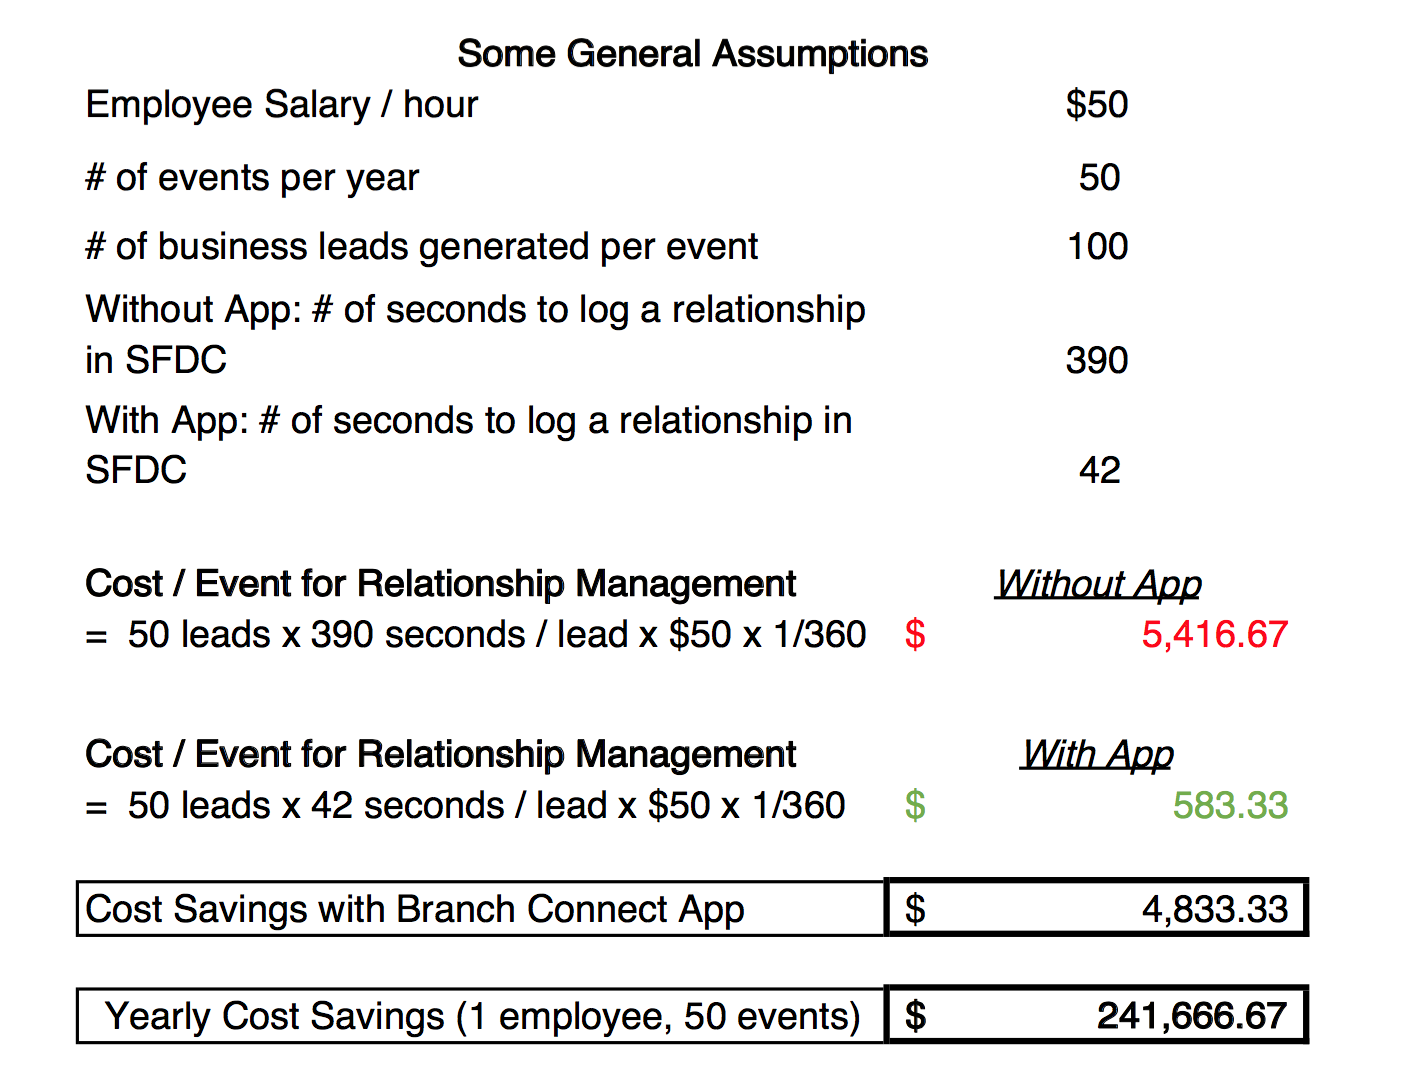 Some General Assumptions
Employee Salary / hour $50
# of events per year 50
# of business leads generated per event 100
Without App: # of seconds to log a relationship
in SFDC 390
With App: # of seconds to log a relationship in
SFDC 42
Cost / Event for Relationship Management Without App
= 50 leads x 390 seconds / lead x $50 x 1/360 $ 5,416.67
Cost / Event for Relationship Management With App
= 50 leads x 42 seconds / lead x $50 x 1/360 $ 583.33
Cost Savings with Branch Connect App $ 4,833.33
Yearly Cost Savings (1 employee, 50 events) $ 241,666.67